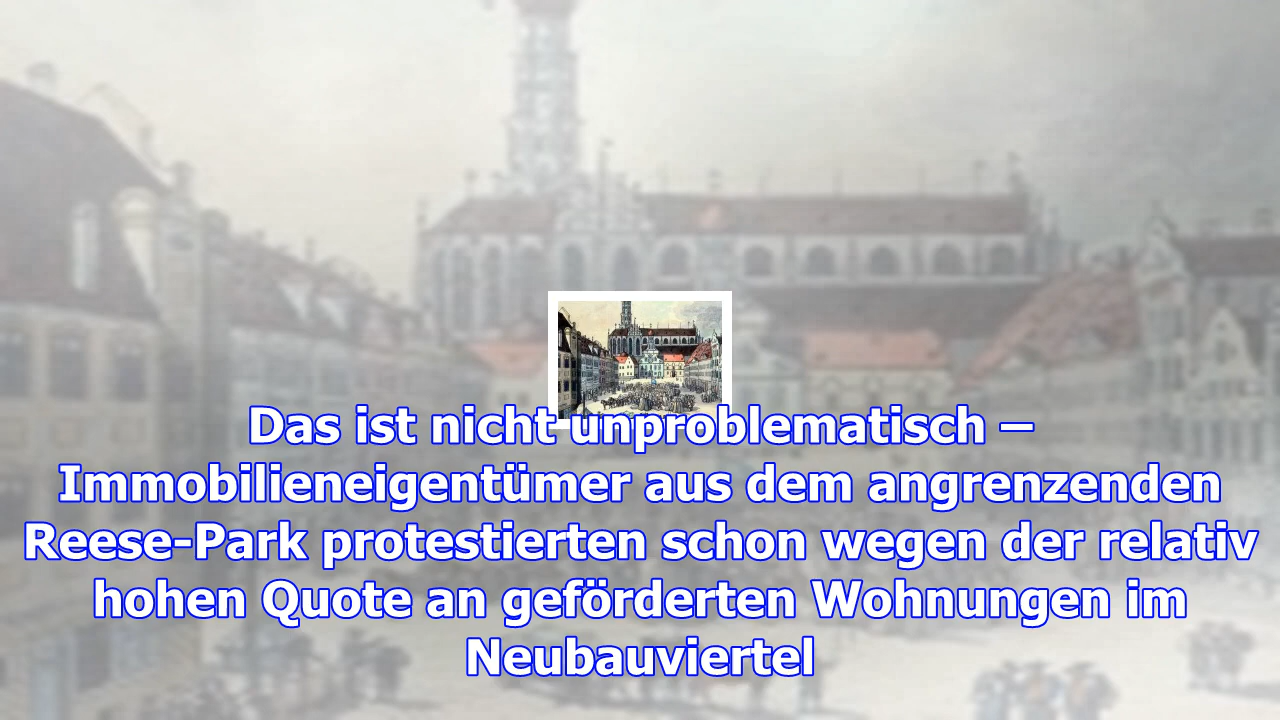 Das ist nicht unproblematisch –
Immobilieneigentümer aus dem angrenzenden
Reese-Park protestierten schon wegen der relativ
hohen Quote an geförderten Wohnungen im
Neubauviertel